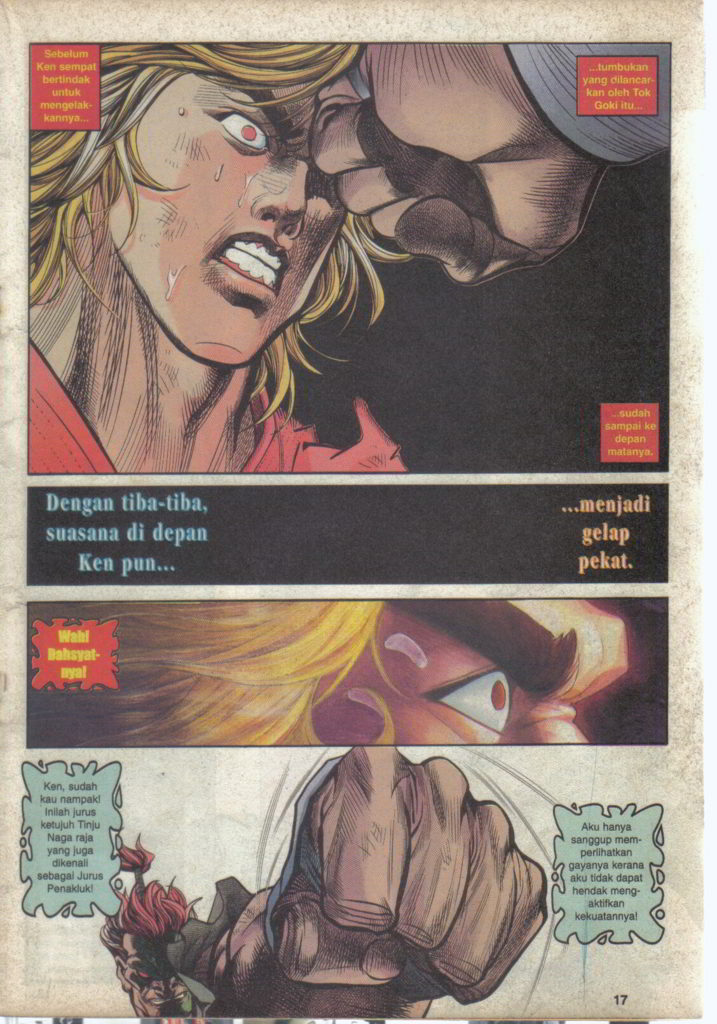 Sebelum
Ken sempat
bertindak
untuk
mengelak-
kannya...
...tumbukan
yang dilancar-
kan oleh Tok
Goki itu...
...sudah
sampai ke
depan
matanya.
Dengan tiba-tiba,
suasana di depan
Ken pun...
...menjadi
gelap
pekat.
Wah!
Dahsyat-
nya!
Ken, sudah
kau nampak!
Inilah jurus
ketujuh Tinju
Naga raja
yang juga
dikenali
sebagai Jurus
Penakluk!
Aku hanya
sanggup mem-
perlihatkan
gayanya kerana
aku tidak dapat
hendak meng-
aktifkan
kekuatannya!
17